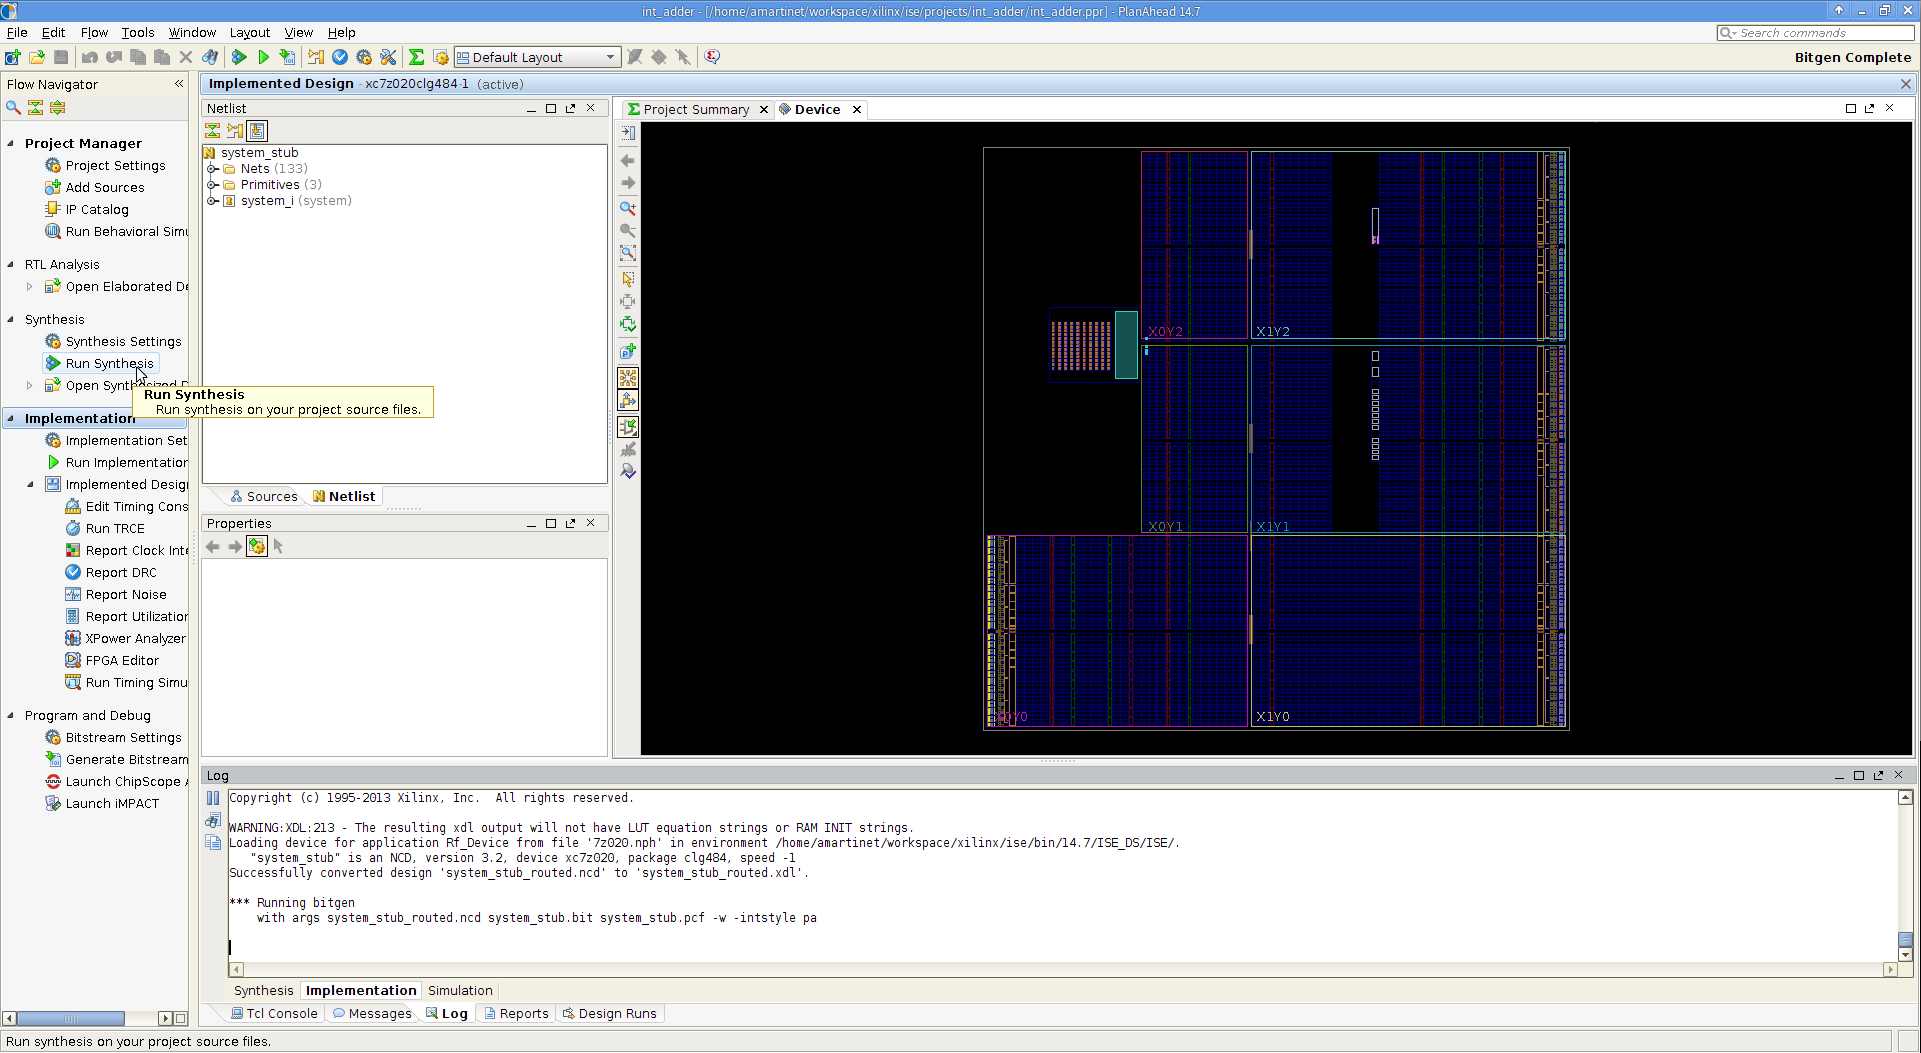 int_adder - [/home/amartinet/workspace/xilinx/ise/projects/int_adder/int_adder.ppr] - PlanAhead 14.7
File Edit Flow Tools Window Layout View Help
Search commands
Default Layout
Bitgen Complete
Flow Navigator
Implemented Design - xc7z020clg484-1 (active)
Project Manager
Project Settings
Add Sources
IP Catalog
Run Behavioral Simu
RTL Analysis
Open Elaborated De
Synthesis
Synthesis Settings
Run Synthesis
Open Synthesized D
Run Synthesis
Run synthesis on your project source files.
Implementation
Implementation Set
Run Implementation
Implemented Design
Edit Timing Cons
Run TRCE
Report Clock Inte
Report DRC
Report Noise
Report Utilization
XPower Analyzer
FPGA Editor
Run Timing Simu
Program and Debug
Bitstream Settings
Generate Bitstream
Launch ChipScope A
Launch iMPACT
Netlist
system_stub
Nets (133)
Primitives (3)
system_i (system)
Sources Netlist
Properties
Project Summary Device
X0Y2 X1Y2
X0Y1 X1Y1
X0Y0 X1Y0
Log
Copyright (c) 1995-2013 Xilinx, Inc.  All rights reserved.
WARNING:XDL:213 - The resulting xdl output will not have LUT equation strings or RAM INIT strings.
Loading device for application Rf_Device from file '7z020.nph' in environment /home/amartinet/workspace/xilinx/ise/bin/14.7/ISE_DS/ISE/.
"system_stub" is an NCD, version 3.2, device xc7z020, package clg484, speed -1
Successfully converted design 'system_stub_routed.ncd' to 'system_stub_routed.xdl'.
*** Running bitgen
with args system_stub_routed.ncd system_stub.bit system_stub.pcf -w -intstyle pa
Synthesis Implementation Simulation
Tcl Console Messages Log Reports Design Runs
Run synthesis on your project source files.